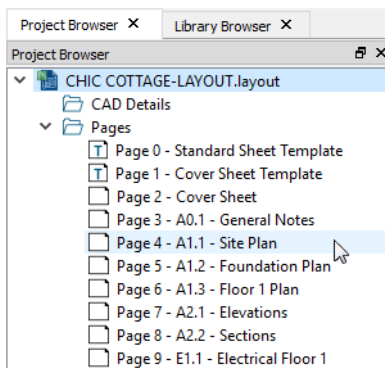 Project Browser × Library Browser ×
Project Browser
CHIC COTTAGE-LAYOUT.layout
CAD Details
Pages
T Page 0 - Standard Sheet Template
T Page 1 - Cover Sheet Template
Page 2 - Cover Sheet
Page 3 - A0.1 - General Notes
Page 4 - A1.1 - Site Plan
Page 5 - A1.2 - Foundation Plan
Page 6 - A1.3 - Floor 1 Plan
Page 7 - A2.1 - Elevations
Page 8 - A2.2 - Sections
Page 9 - E1.1 - Electrical Floor 1